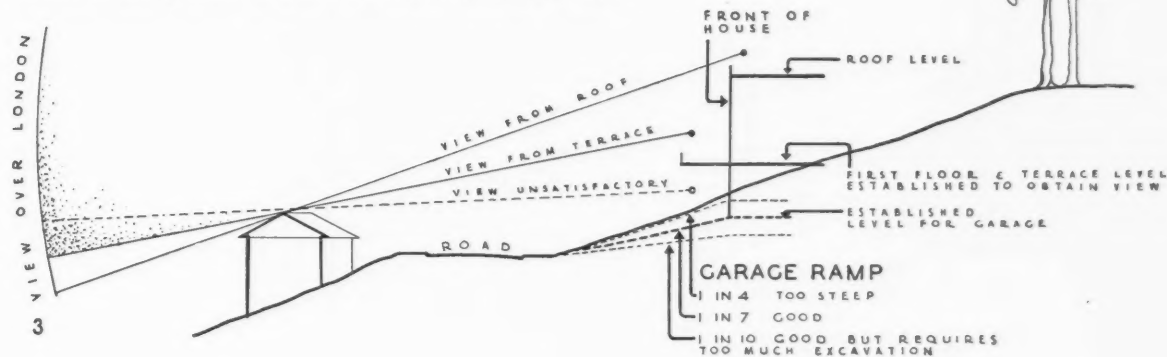 FRONT OF
HOUSE
ROOF LEVEL
VIEW OVER LONDON
VIEW FROM ROOF
VIEW FROM TERRACE
VIEW UNSATISFACTORY
FIRST FLOOR & TERRACE LEVEL
ESTABLISHED TO OBTAIN VIEW
ESTABLISHED
LEVEL FOR GARAGE
ROAD
GARAGE RAMP
1 IN 4 TOO STEEP
1 IN 7 GOOD
1 IN 10 GOOD BUT REQUIRES
TOO MUCH EXCAVATION
3